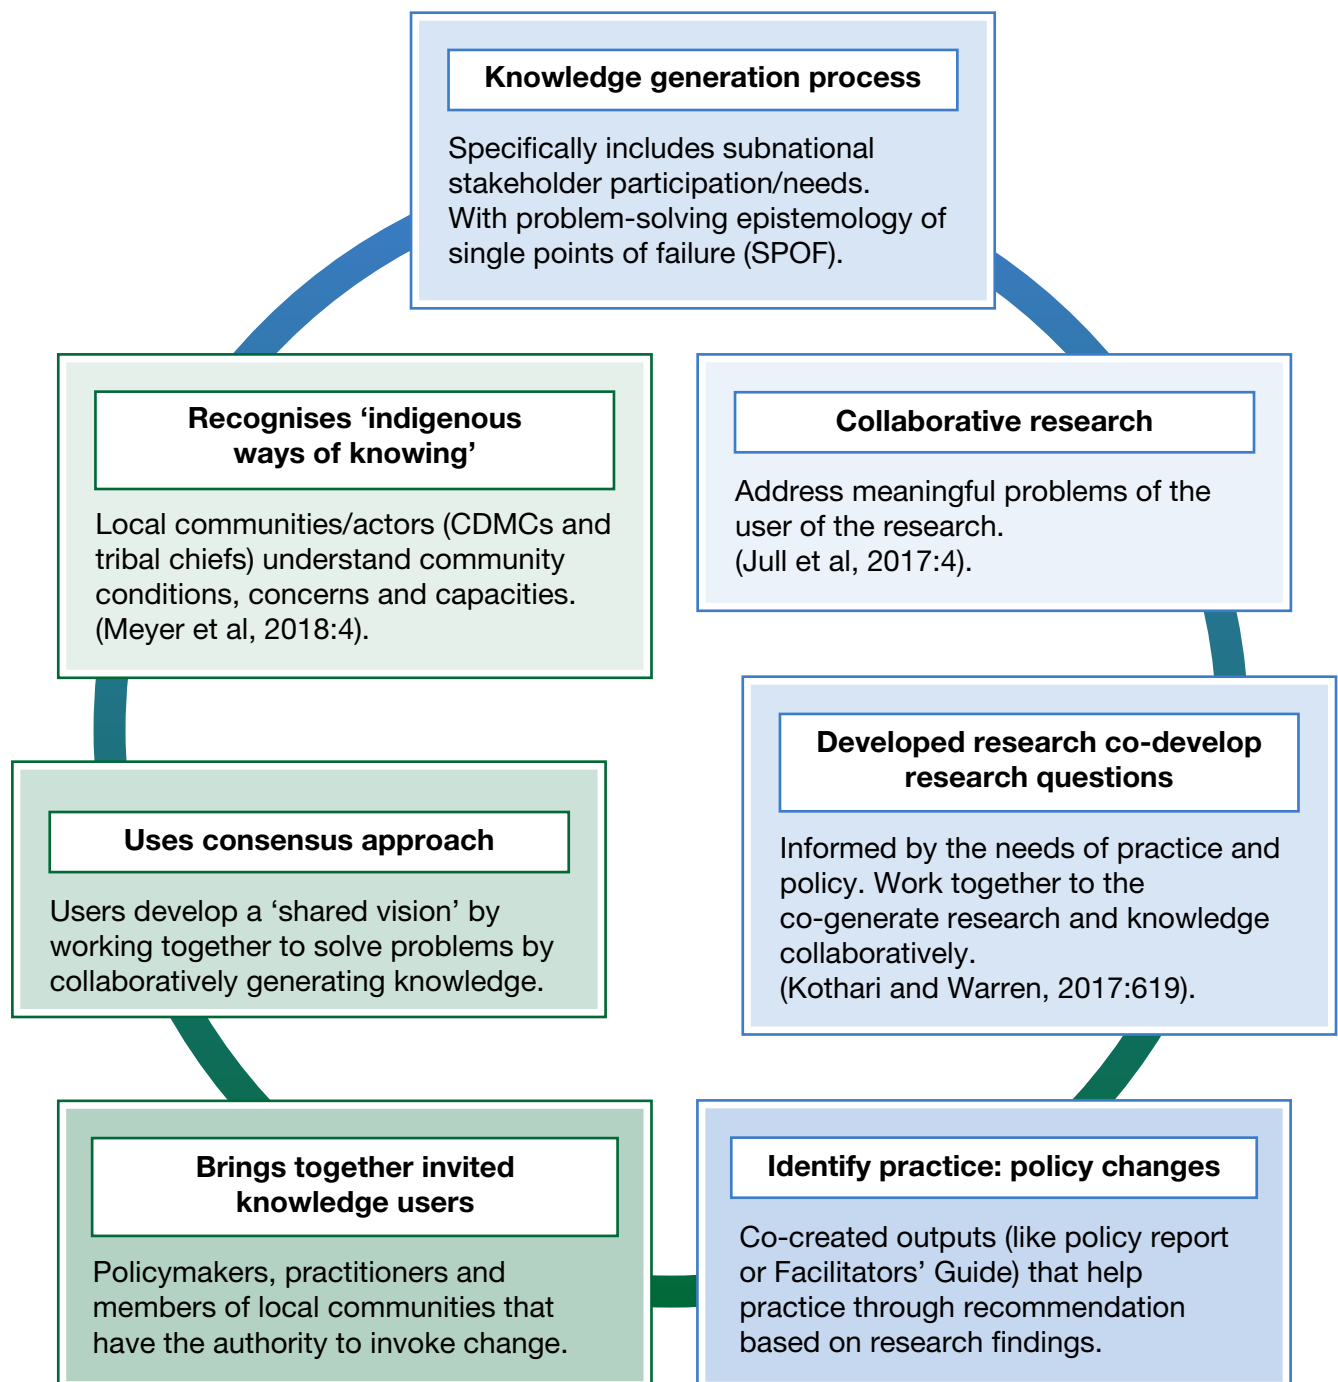 Knowledge generation process
Specifically includes subnational
stakeholder participation/needs.
With problem-solving epistemology of
single points of failure (SPOF).
Recognises ‘indigenous
ways of knowing’
Local communities/actors (CDMCs and
tribal chiefs) understand community
conditions, concerns and capacities.
(Meyer et al, 2018:4).
Collaborative research
Address meaningful problems of the
user of the research.
(Jull et al, 2017:4).
Uses consensus approach
Users develop a ‘shared vision’ by
working together to solve problems by
collaboratively generating knowledge.
Developed research co-develop
research questions
Informed by the needs of practice and
policy. Work together to the
co-generate research and knowledge
collaboratively.
(Kothari and Warren, 2017:619).
Brings together invited
knowledge users
Policymakers, practitioners and
members of local communities that
have the authority to invoke change.
Identify practice: policy changes
Co-created outputs (like policy report
or Facilitators’ Guide) that help
practice through recommendation
based on research findings.